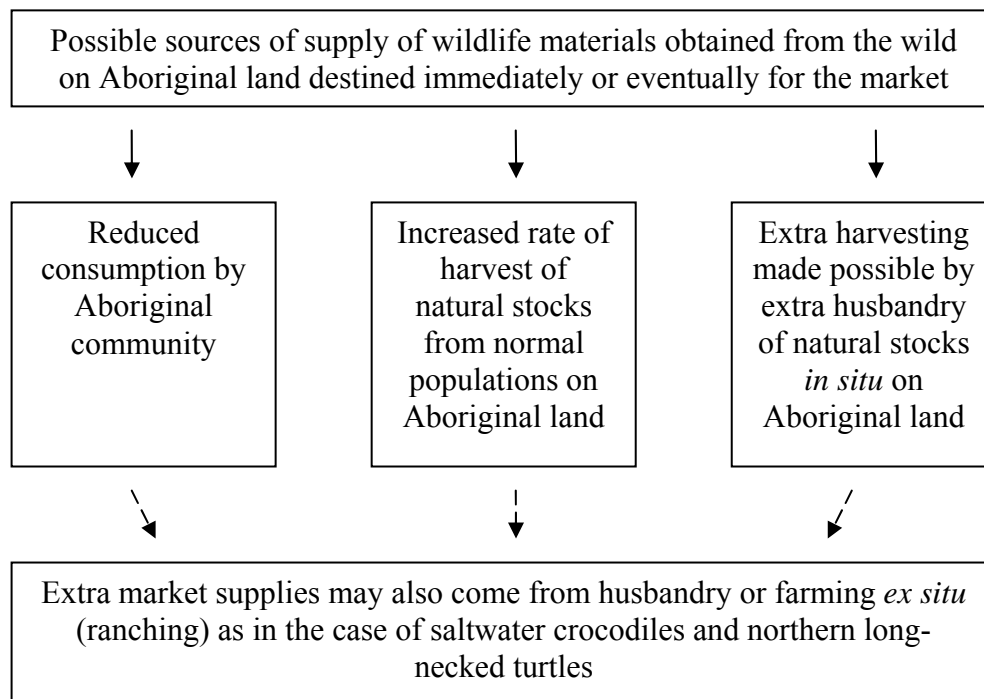 Possible sources of supply of wildlife materials obtained from the wild
on Aboriginal land destined immediately or eventually for the market
Reduced
consumption by
Aboriginal
community
Increased rate of
harvest of
natural stocks
from normal
populations on
Aboriginal land
Extra harvesting
made possible by
extra husbandry
of natural stocks
in situ on
Aboriginal land
Extra market supplies may also come from husbandry or farming ex situ
(ranching) as in the case of saltwater crocodiles and northern long-
necked turtles